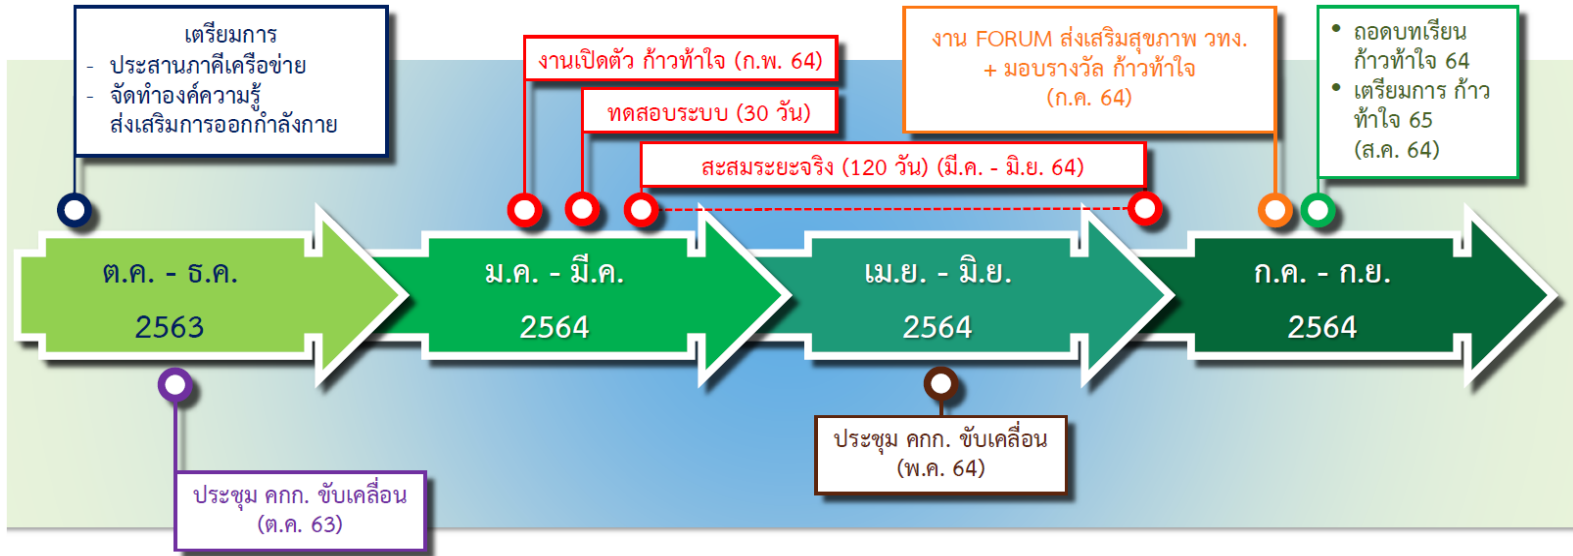 เตรียมการ
- ประสานภาคีเครือข่าย
- จัดทำองค์ความรู้
ส่งเสริมการออกกำลังกาย
งานเปิดตัว ก้าวท้าใจ (ก.พ. 64)
ทดสอบระบบ (30 วัน)
สะสมระยะจริง (120 วัน) (มี.ค. - มิ.ย. 64)
งาน FORUM ส่งเสริมสุขภาพ วทง.
+ มอบรางวัล ก้าวท้าใจ
(ก.ค. 64)
• ถอดบทเรียน
ก้าวท้าใจ 64
• เตรียมการ ก้าว
ท้าใจ 65
(ส.ค. 64)
ต.ค. - ธ.ค.
2563
ม.ค. - มี.ค.
2564
เม.ย. - มิ.ย.
2564
ก.ค. - ก.ย.
2564
ประชุม คกก. ขับเคลื่อน
(ต.ค. 63)
ประชุม คกก. ขับเคลื่อน
(พ.ค. 64)